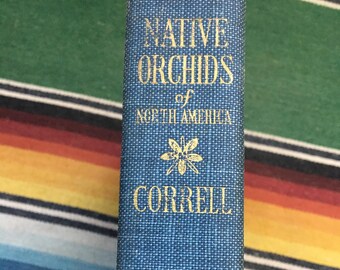 NATIVE
ORCHIDS
of
NORTH AMERICA
CORRELL